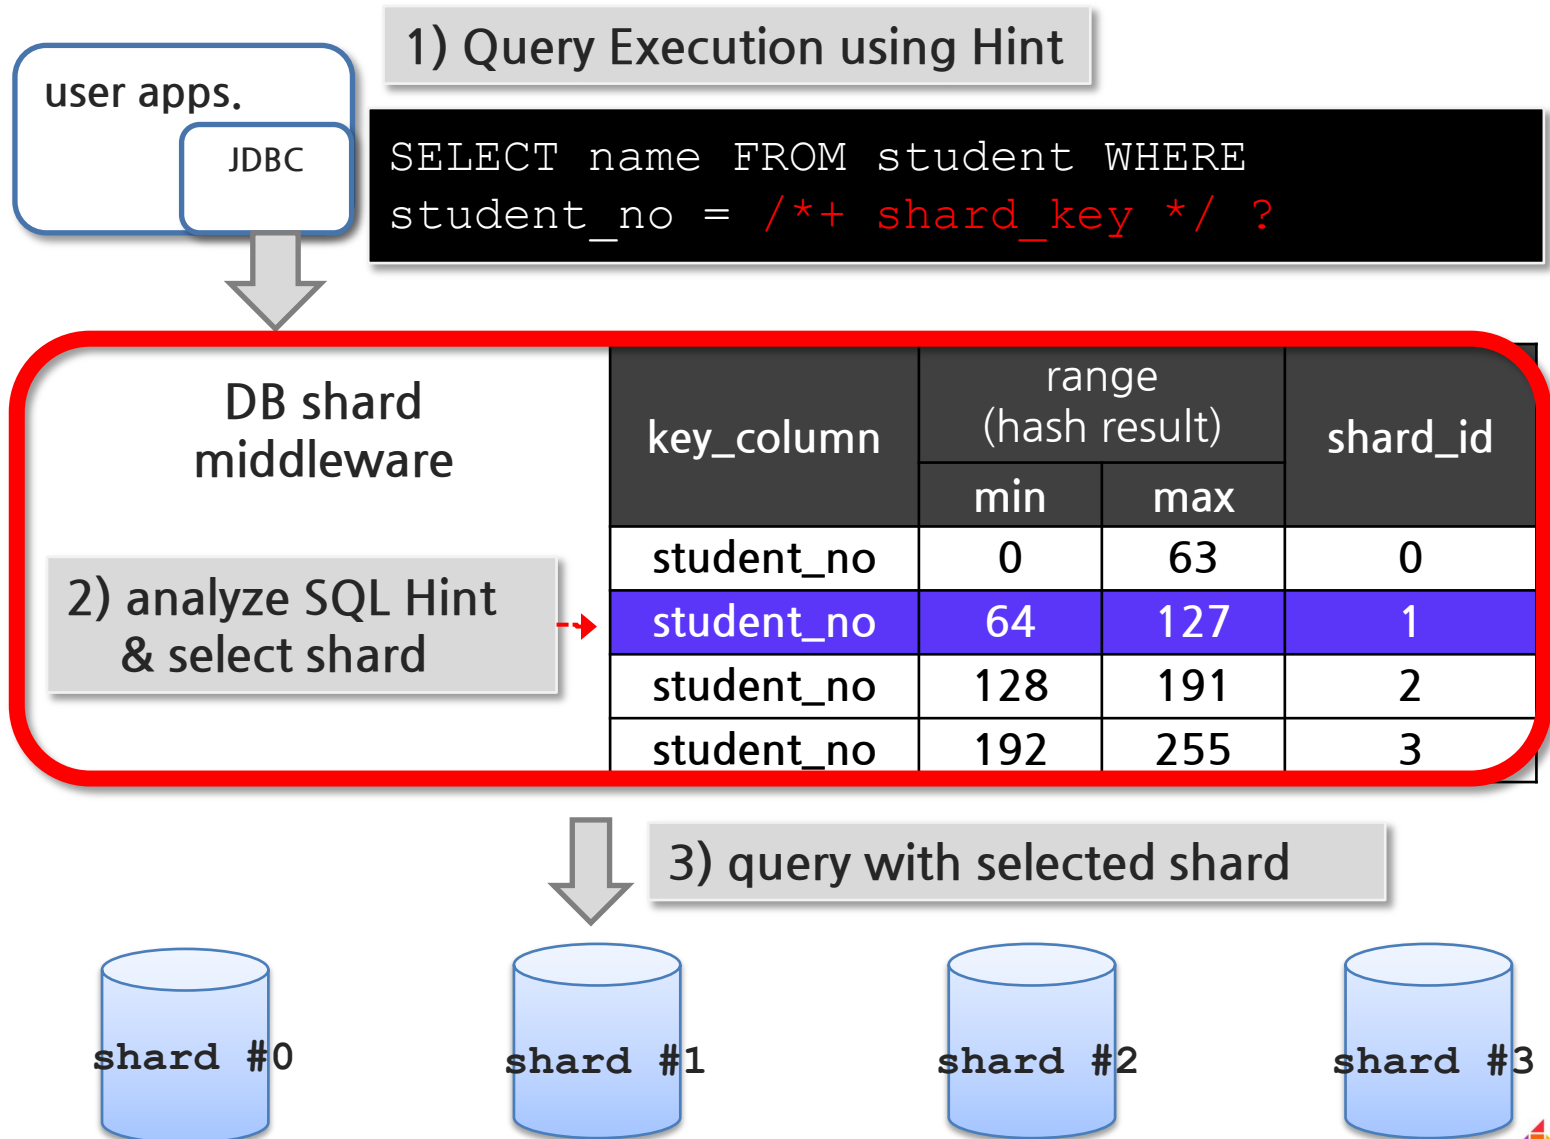 1) Query Execution using Hint
user apps.
JDBC
SELECT name FROM student WHERE
student_no = /*+ shard_key */ ?
DB shard
middleware
key_column
range
(hash result)
shard_id
min max
student_no 0 63 0
student_no 64 127 1
student_no 128 191 2
student_no 192 255 3
2) analyze SQL Hint
& select shard
3) query with selected shard
shard #0
shard #1
shard #2
shard #3